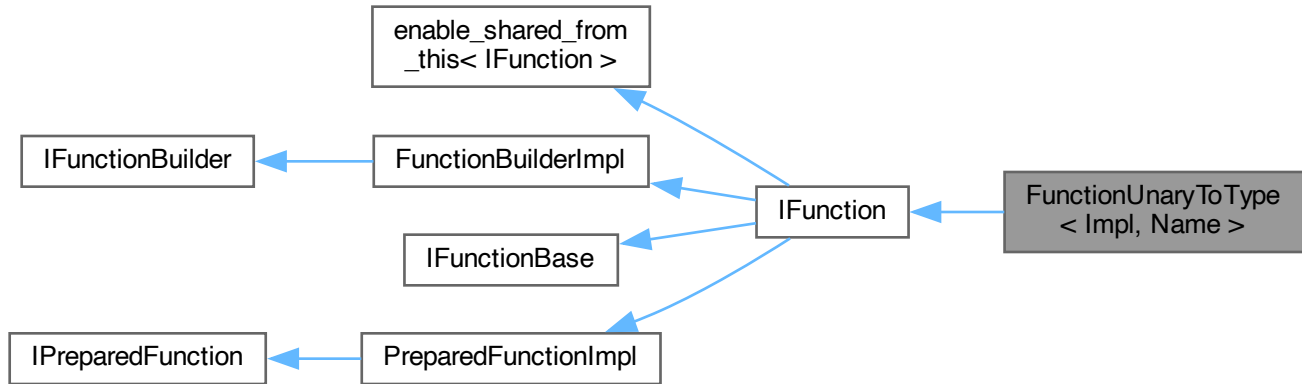 enable_shared_from
_this< IFunction >
IFunctionBuilder
FunctionBuilderImpl
IFunction
FunctionUnaryToType
< Impl, Name >
IFunctionBase
IPreparedFunction
PreparedFunctionImpl